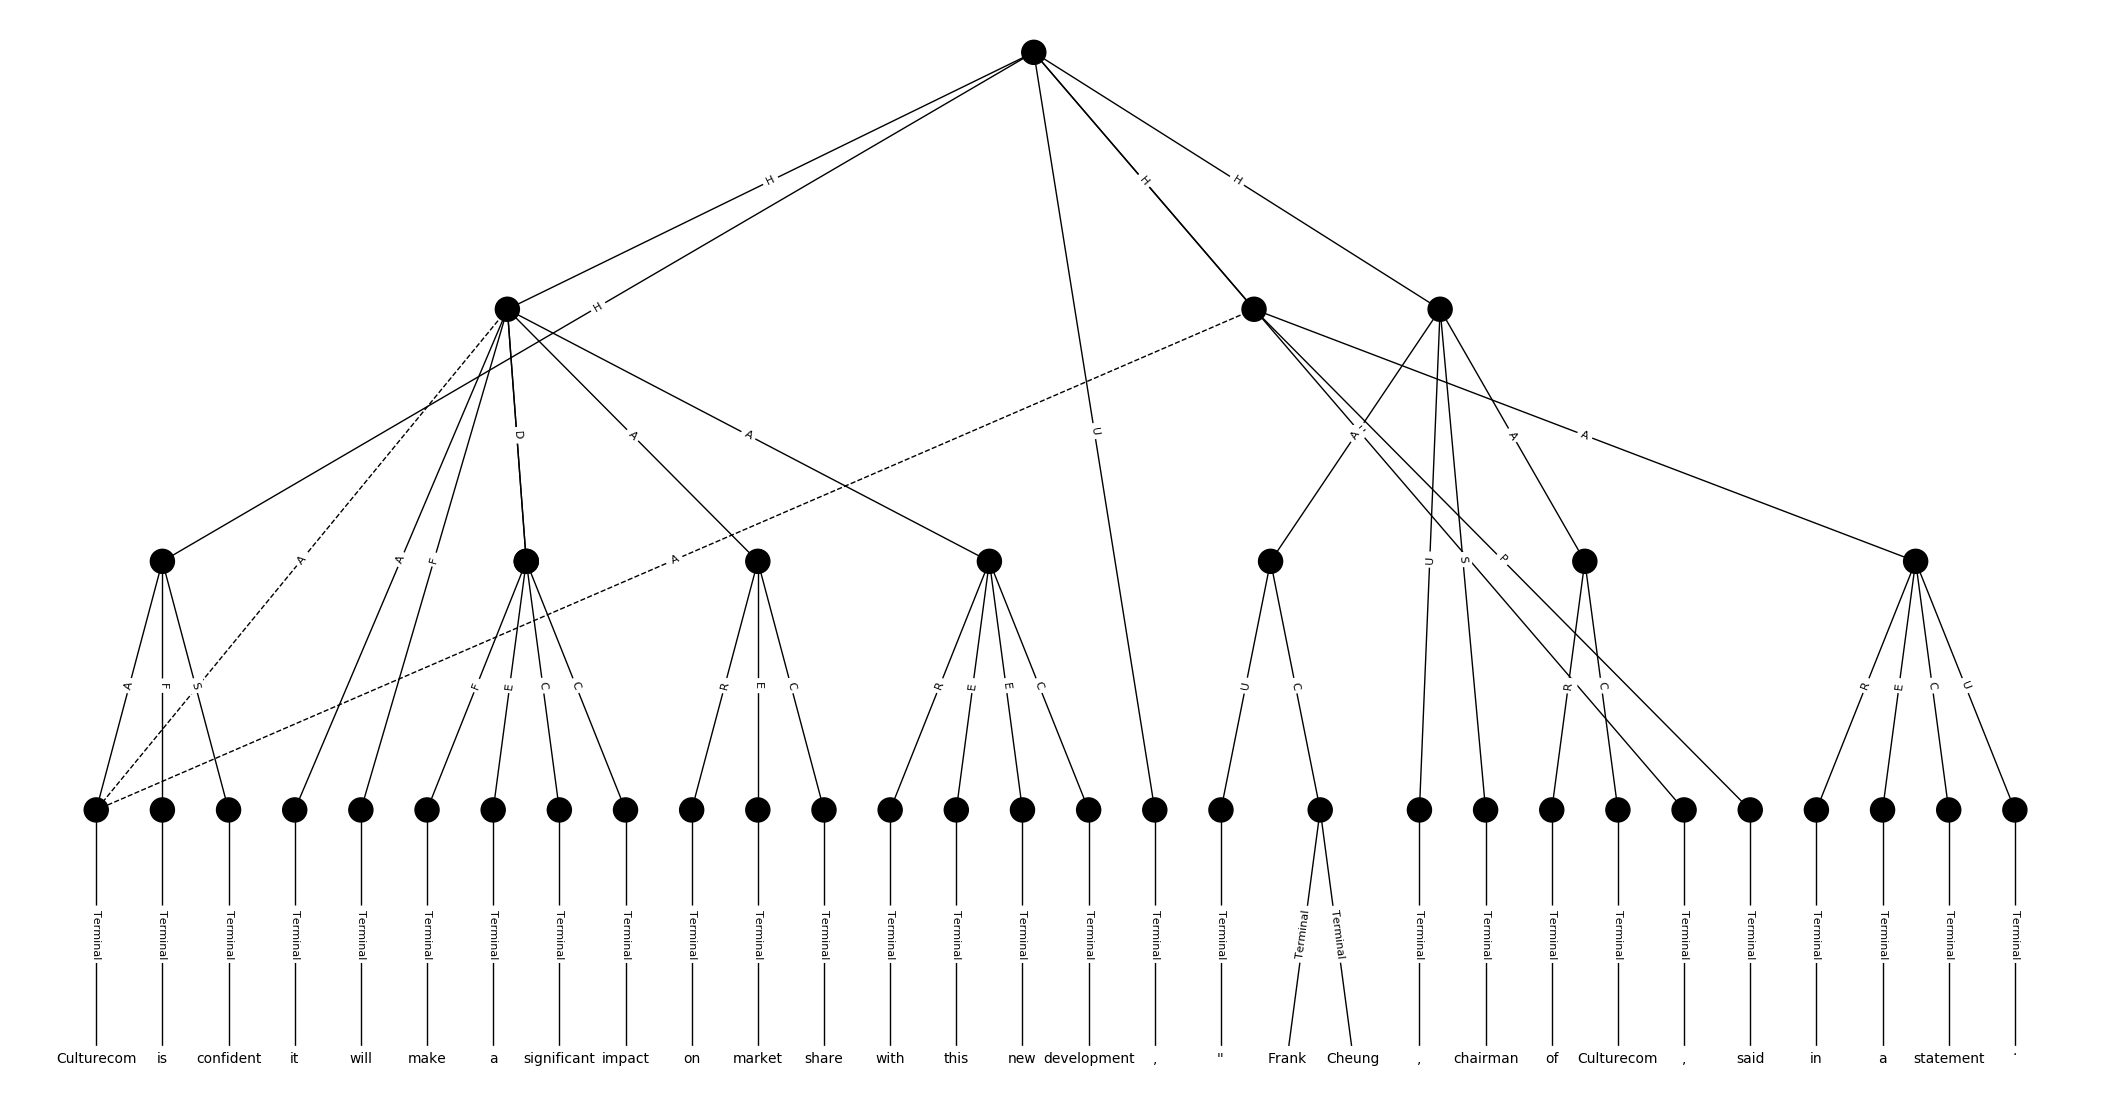 H
H H
H
A A
D A A U
A " A A
A A F A U S P
A F S F E C C R E C R E E C U C R C R E C U
Terminal Terminal Terminal Terminal Terminal Terminal Terminal Terminal Terminal Terminal Terminal Terminal Terminal Terminal Terminal Terminal Terminal Terminal Terminal Terminal Terminal Terminal Terminal Terminal Terminal Terminal Terminal Terminal Terminal Terminal
Culturecom is confident it will make a significant impact on market share with this new development , " Frank Cheung , chairman of Culturecom , said in a statement .